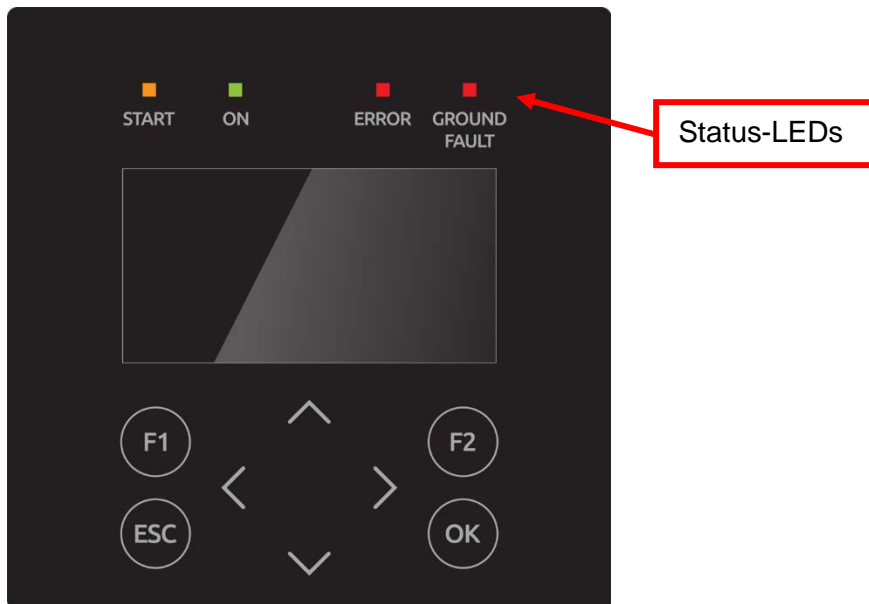 START ON ERROR GROUND
FAULT
Status-LEDs
F1 F2
ESC OK